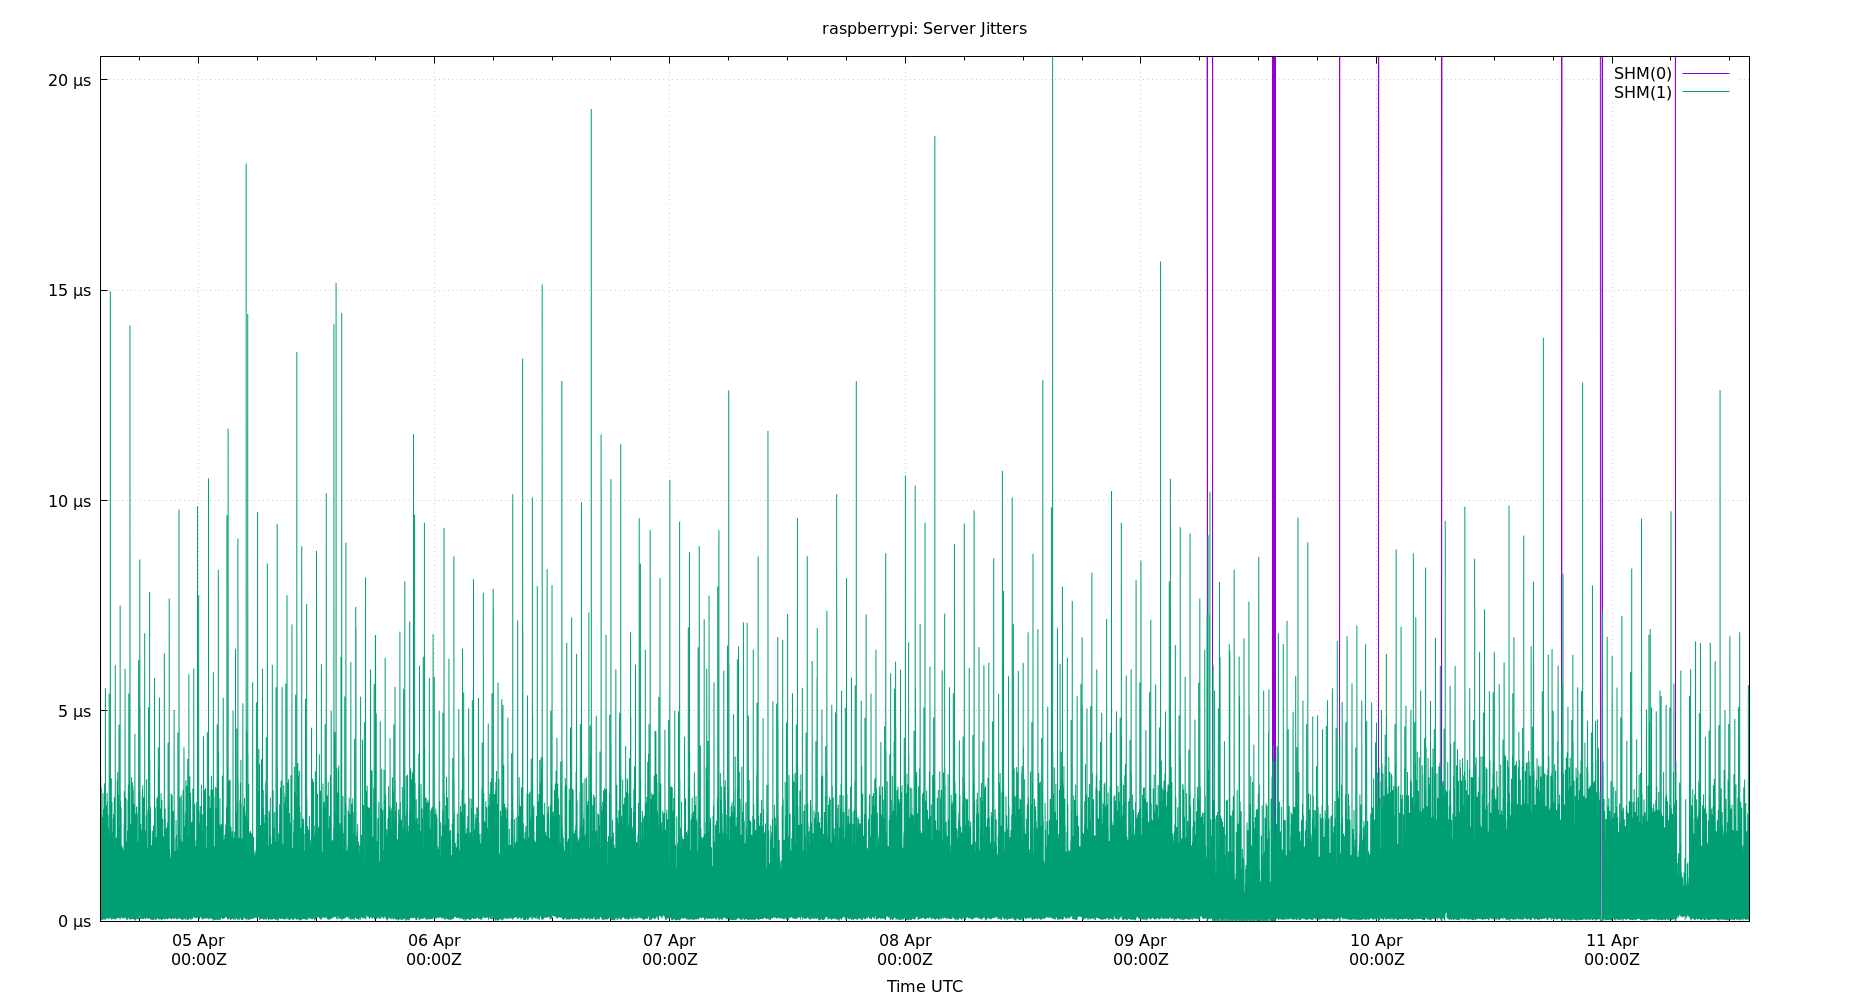 raspberrypi: Server Jitters
20 µs
15 µs
10 µs
5 µs
0 µs
SHM(0)
SHM(1)
05 Apr
00:00Z
06 Apr
00:00Z
07 Apr
00:00Z
08 Apr
00:00Z
09 Apr
00:00Z
10 Apr
00:00Z
11 Apr
00:00Z
Time UTC